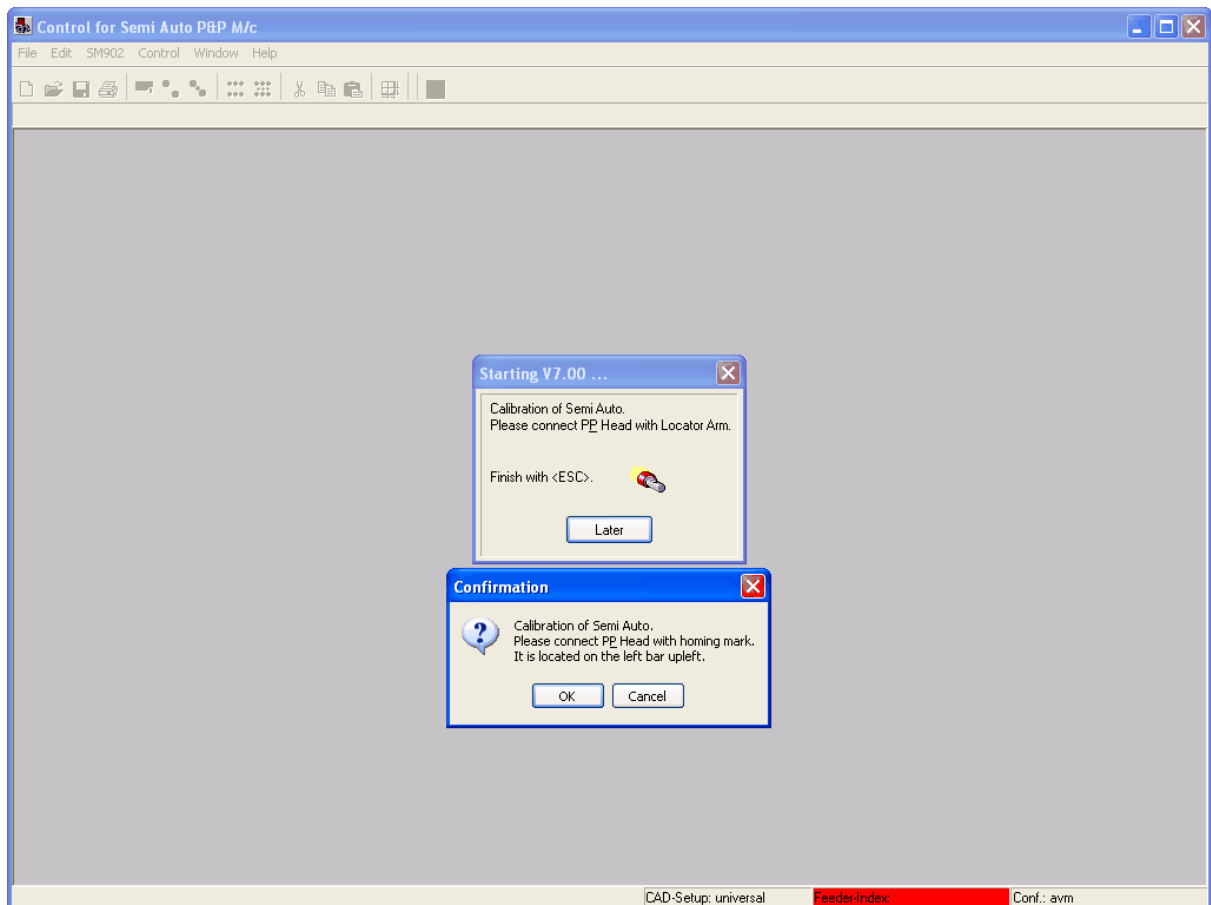 Control for Semi Auto P&P M/c
File Edit SM902 Control Window Help
Starting V7.00 ...
Calibration of Semi Auto.
Please connect PP Head with Locator Arm.
Finish with <ESC>.
Later
Confirmation
Calibration of Semi Auto.
Please connect PP Head with homing mark.
It is located on the left bar upleft.
OK Cancel
CAD-Setup: universal Feeder-Index: Conf.: avm